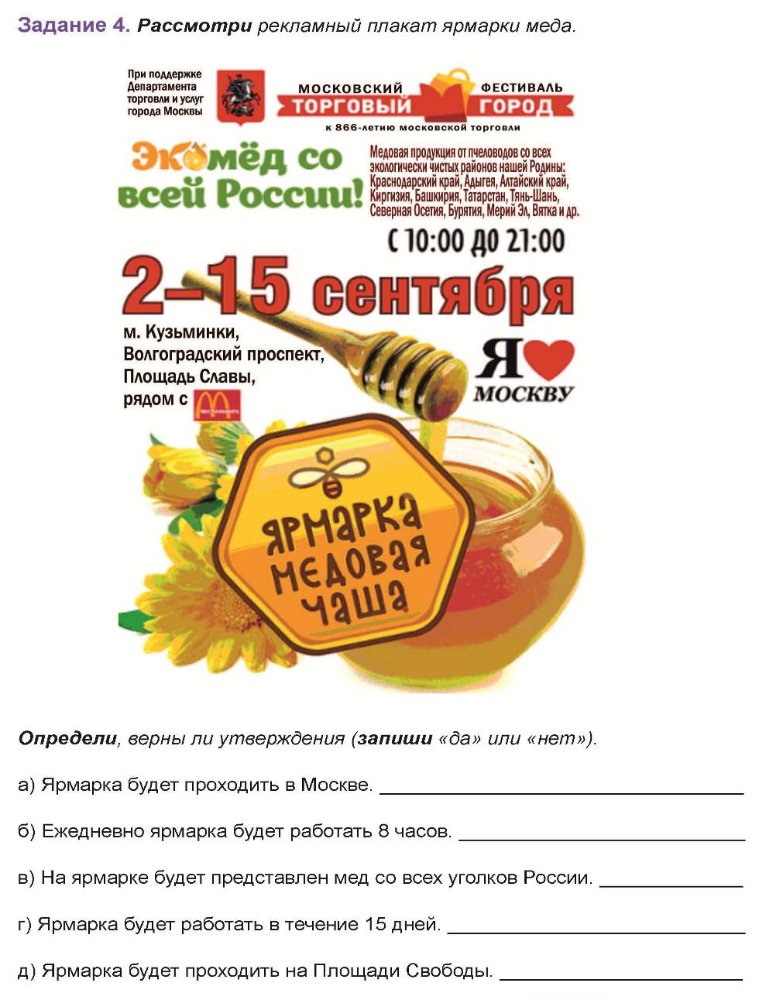 Задание 4. Рассмотри рекламный плакат ярмарки меда.
При поддержке
Департамента
торговли и услуг
города Москвы
МОСКОВСКИЙ ФЕСТИВАЛЬ
ТОРГОВЫЙ ГОРОД
к 866-летию московской торговли
Экомёд со
всей России!
Медовая продукция от пчеловодов со всех
экологически чистых районов нашей Родины:
Краснодарский край, Адыгея, Алтайский край,
Киргизия, Башкирия, Татарстан, Тянь-Шань,
Северная Осетия, Бурятия, Мерий Эл, Вятка и др.
С 10:00 ДО 21:00
2–15 сентября
м. Кузьминки,
Волгоградский проспект,
Площадь Славы,
рядом с
Я
МОСКВУ
ЯРМАРКА
МЕДОВАЯ
ЧАША
Определи, верны ли утверждения (запиши «да» или «нет»).
а) Ярмарка будет проходить в Москве.
б) Ежедневно ярмарка будет работать 8 часов.
в) На ярмарке будет представлен мед со всех уголков России.
г) Ярмарка будет работать в течение 15 дней.
д) Ярмарка будет проходить на Площади Свободы.